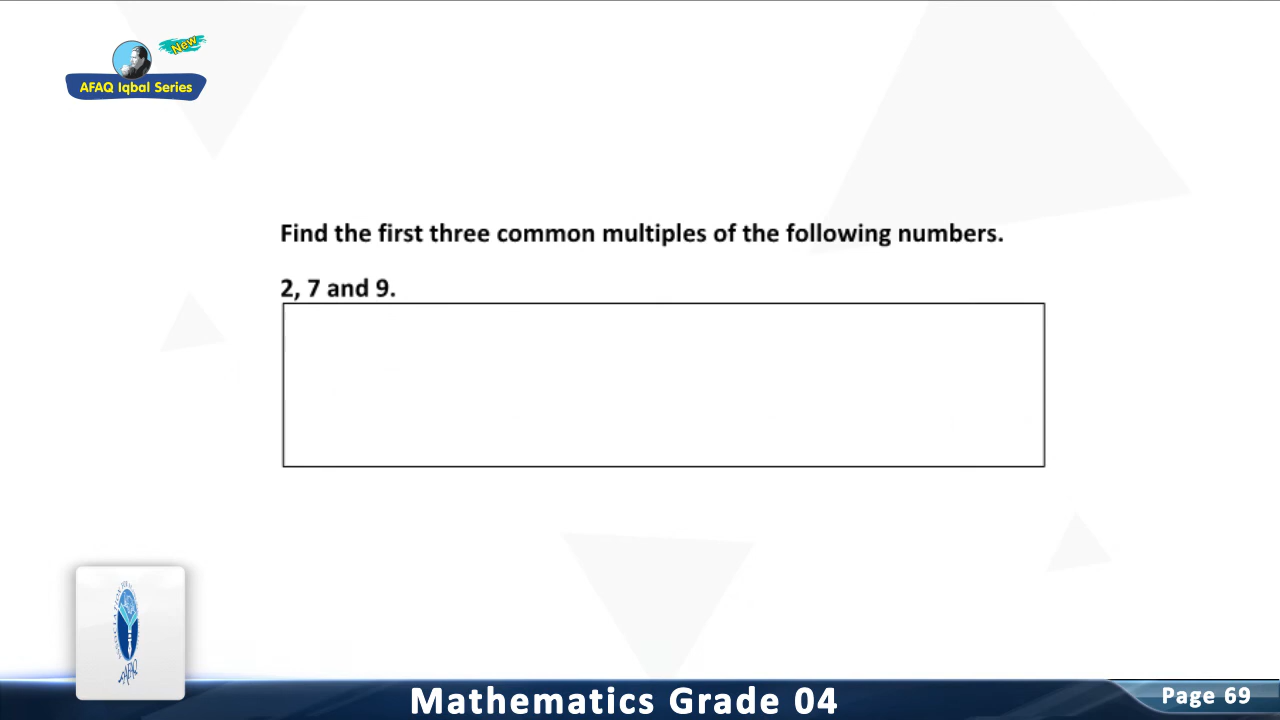 New
AFAQ Iqbal Series
Find the first three common multiples of the following numbers.
2, 7 and 9.
AFAQ
Mathematics Grade 04
Page 69